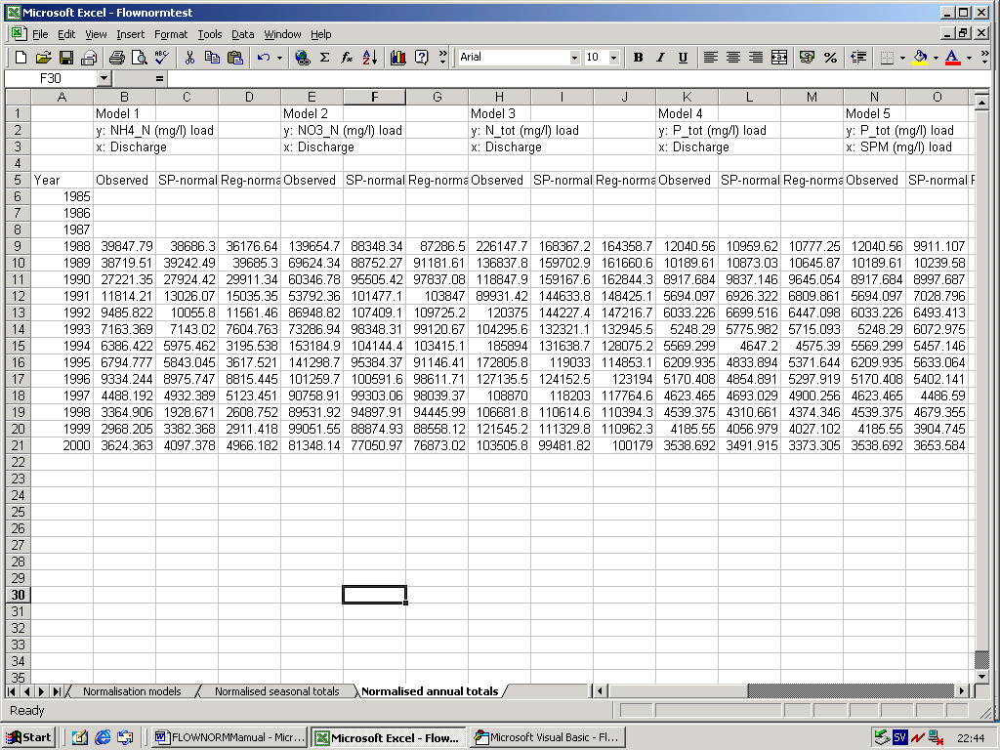 Microsoft Excel - Flownormtest
File Edit View Insert Format Tools Data Window Help
Arial 10 B I U %
F30 =
A B C D E F G H I J K L M N O
1 Model 1 Model 2 Model 3 Model 4 Model 5
2 y: NH4_N (mg/l) load y: NO3_N (mg/l) load y: N_tot (mg/l) load y: P_tot (mg/l) load y: P_tot (mg/l) load
3 x: Discharge x: Discharge x: Discharge x: Discharge x: SPM (mg/l) load
4
5 Year Observed SP-normal Reg-norma Observed SP-normal Reg-norma Observed SP-normal Reg-norma Observed SP-normal Reg-norma Observed SP-normal
6 1985
7 1986
8 1987
9 1988 39847.79 38686.3 36176.64 139654.7 88348.34 87286.5 226147.7 168367.2 164358.7 12040.56 10959.62 10777.25 12040.56 9911.107
10 1989 38719.51 39242.49 39685.3 69624.34 88752.27 91181.61 136837.8 159702.9 161660.6 10189.61 10873.03 10645.87 10189.61 10239.58
11 1990 27221.35 27924.42 29911.34 60346.78 95505.42 97837.08 118847.9 159167.6 162844.3 8917.684 9837.146 9645.054 8917.684 8997.687
12 1991 11814.21 13026.07 15035.35 53792.36 101477.1 103847 89931.42 144633.8 148425.1 5694.097 6926.322 6809.861 5694.097 7028.796
13 1992 9485.822 10055.8 11561.46 86948.82 107409.1 109725.2 120375 144227.4 147216.7 6033.226 6699.516 6447.098 6033.226 6493.413
14 1993 7163.369 7143.02 7604.763 73286.94 98348.31 99120.67 104295.6 132321.1 132945.5 5248.29 5775.982 5715.093 5248.29 6072.975
15 1994 6386.422 5975.462 3195.538 153184.9 104144.4 103415.1 185894 131638.7 128075.2 5569.299 4647.2 4575.39 5569.299 5457.146
16 1995 6794.777 5843.045 3617.521 141298.7 95384.37 91146.41 172805.8 119033 114853.1 6209.935 4833.894 5371.644 6209.935 5633.064
17 1996 9334.244 8975.747 8815.445 101259.7 100591.6 98611.71 127135.5 124152.5 123194 5170.408 4854.891 5297.919 5170.408 5402.141
18 1997 4488.192 4932.389 5123.451 90758.91 99303.06 98039.37 108870 118203 117764.6 4623.465 4693.029 4900.256 4623.465 4486.59
19 1998 3364.906 1928.671 2608.752 89531.92 94897.91 94445.99 106681.8 110614.6 110394.3 4539.375 4310.661 4374.346 4539.375 4679.355
20 1999 2968.205 3382.368 2911.418 99051.55 88874.93 88558.12 121545.2 111329.8 110962.3 4185.55 4056.979 4027.102 4185.55 3904.745
21 2000 3624.363 4097.378 4966.182 81348.14 77050.97 76873.02 103505.8 99481.82 100179 3538.692 3491.915 3373.305 3538.692 3653.584
22
23
24
25
26
27
28
29
30
31
32
33
34
35
Normalisation models Normalised seasonal totals Normalised annual totals
Ready
Start FLOWNORMMamual - Micr... Microsoft Excel - Flow... Microsoft Visual Basic - Fl... SV 22:44